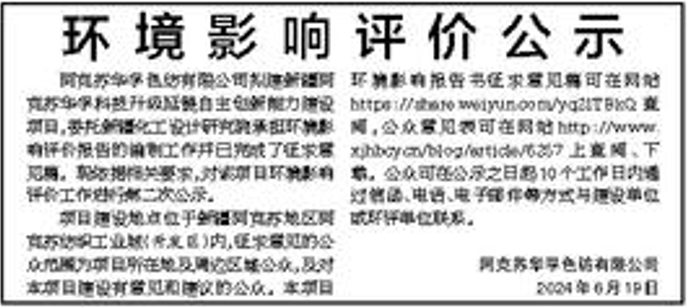 环境影响评价公示
阿克苏华孚色纺有限公司拟建新疆阿
克苏华孚科技升级延链自主创新能力建设
项目,委托新疆化工设计研究院承担环境影
响评价报告的编制工作并已完成了征求意
见稿。现依据相关要求,对该项目环境影响
评价工作进行第二次公示。
项目建设地点位于新疆阿克苏地区阿
克苏纺织工业城(开发区)内,征求意见的公
众范围为项目所在地及周边区域公众,及对
本项目建设有意见和建议的公众。本项目
环境影响报告书征求意见稿可在网站
https://share.weiyun.com/yq2lTBkQ 查
阅,公众意见表可在网站 http://www.
xjhbcy.cn/blog/article/6257 上查阅、下
载。公众可在公示之日起 10 个工作日内通
过信函、电话、电子邮件等方式与建设单位
或环评单位联系。
阿克苏华孚色纺有限公司
2024 年 6 月 19 日